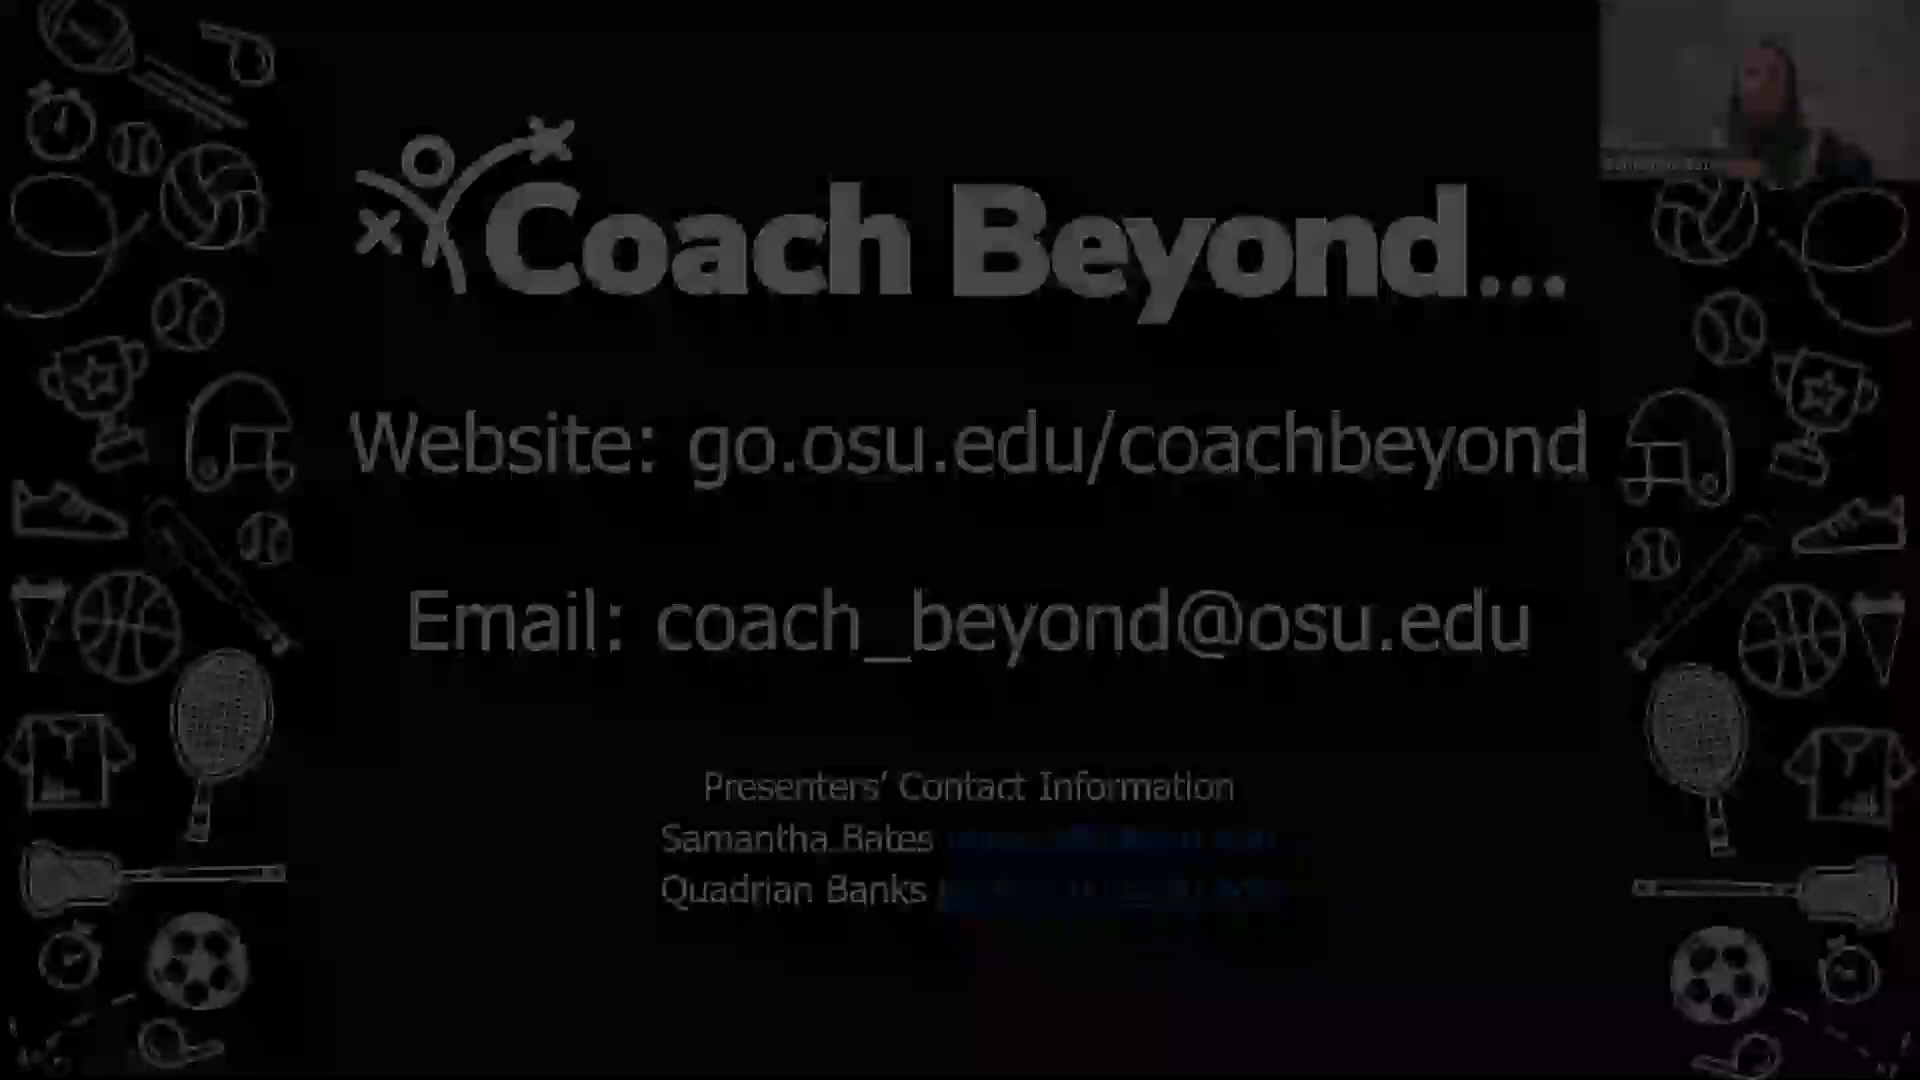 Coach Beyond...
Website: go.osu.edu/coachbeyond
Email: coach_beyond@osu.edu
Presenters' Contact Information
Samantha Bates
Quadrian Banks